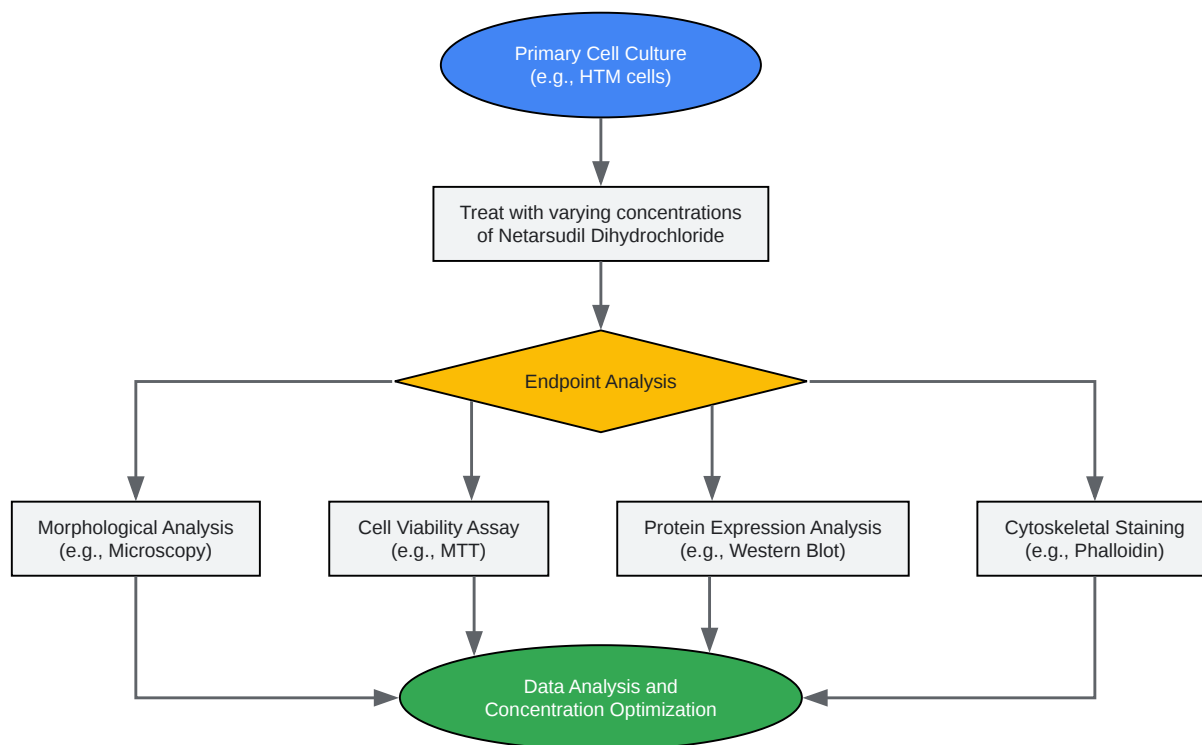 Primary Cell Culture
(e.g., HTM cells)
Treat with varying concentrations
of Netarsudil Dihydrochloride
Endpoint Analysis
Morphological Analysis
(e.g., Microscopy)
Cell Viability Assay
(e.g., MTT)
Protein Expression Analysis
(e.g., Western Blot)
Cytoskeletal Staining
(e.g., Phalloidin)
Data Analysis and
Concentration Optimization